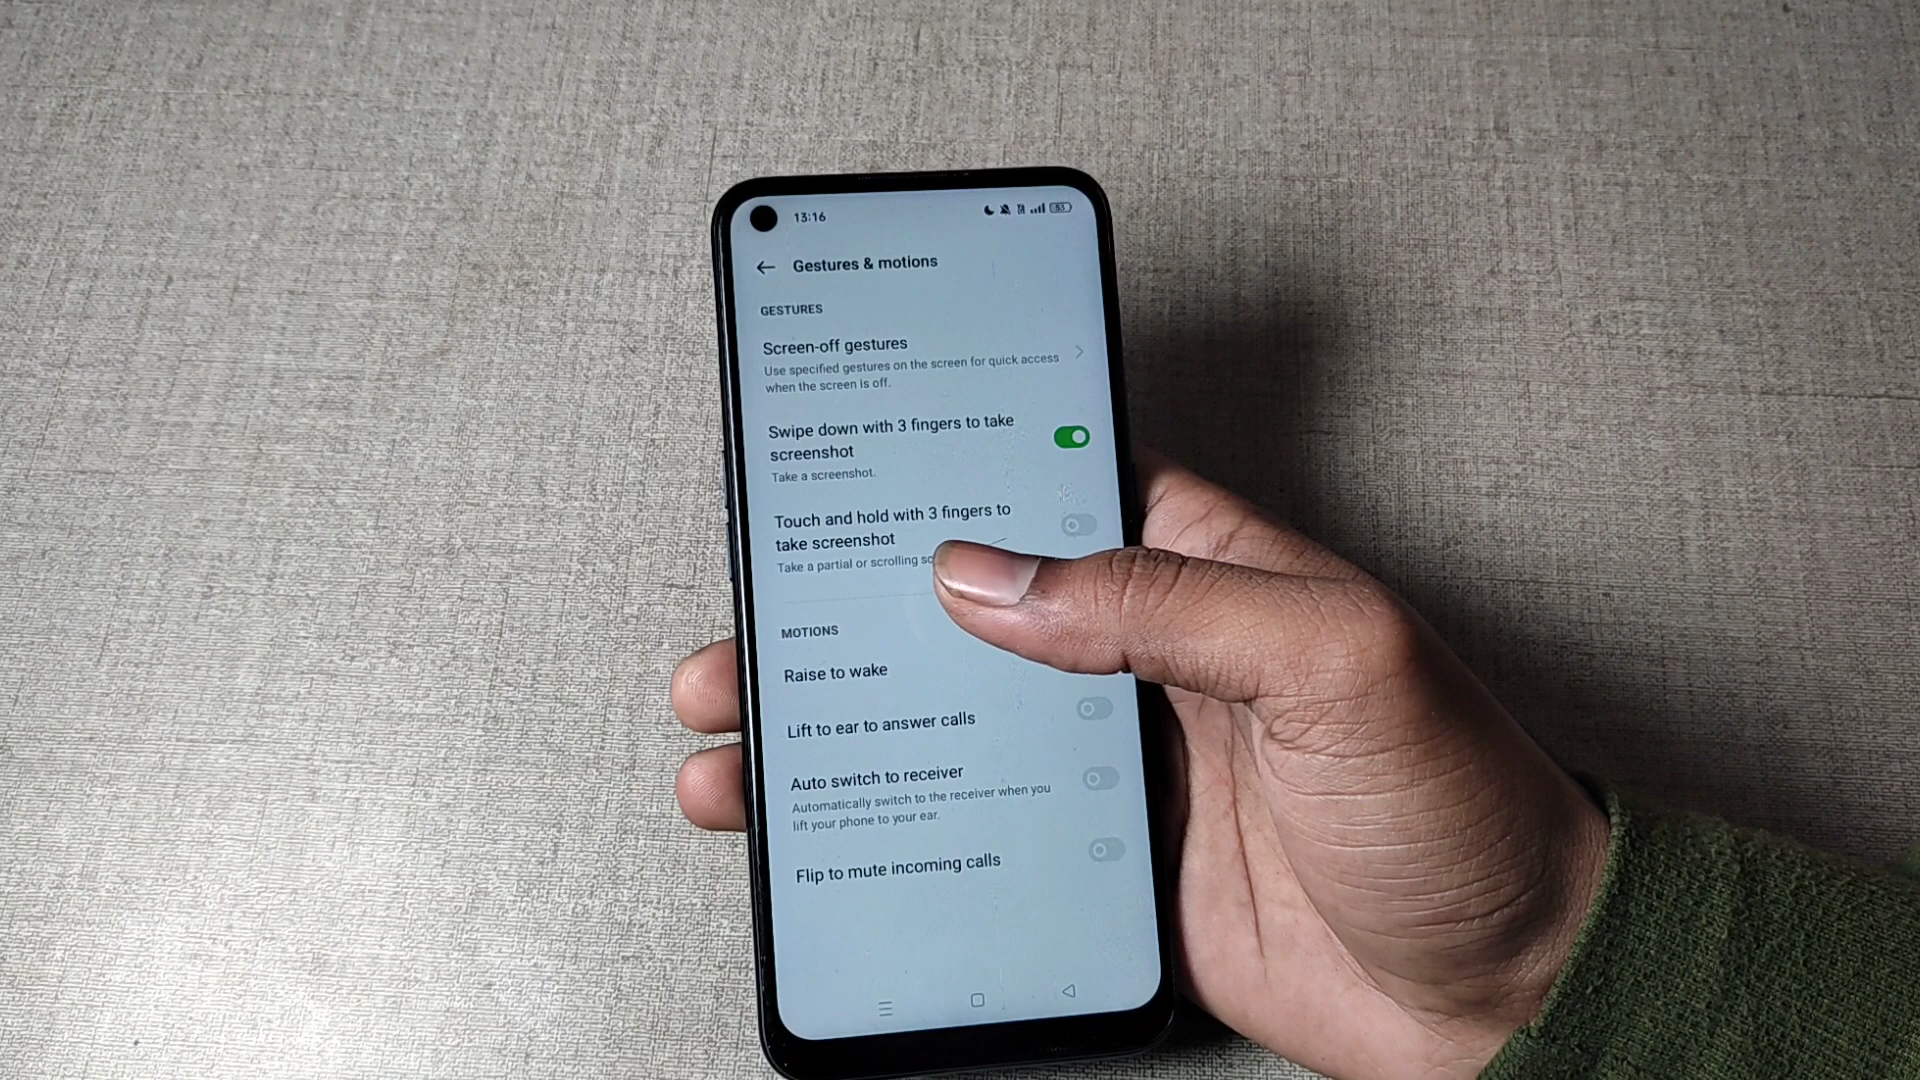 13:16
53
Gestures & motions
GESTURES
Screen-off gestures
Use specified gestures on the screen for quick access
when the screen is off.
Swipe down with 3 fingers to take
screenshot
Take a screenshot.
Touch and hold with 3 fingers to
take screenshot
Take a partial or scrolling
MOTIONS
Raise to wake
Lift to ear to answer calls
Auto switch to receiver
Automatically switch to the receiver when you
lift your phone to your ear.
Flip to mute incoming calls